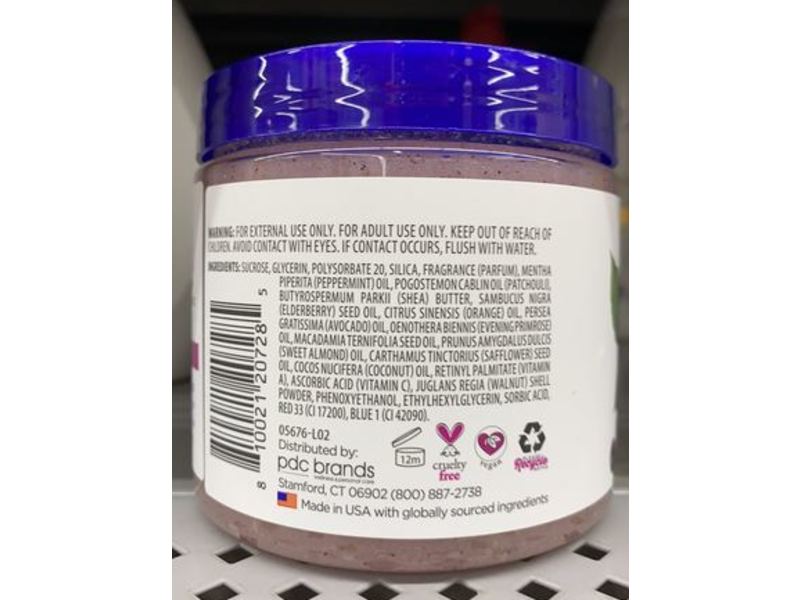 WARNING: FOR EXTERNAL USE ONLY. FOR ADULT USE ONLY. KEEP OUT OF REACH OF
CHILDREN. AVOID CONTACT WITH EYES. IF CONTACT OCCURS, FLUSH WITH WATER.
INGREDIENTS: SUCROSE, GLYCERIN, POLYSORBATE 20, SILICA, FRAGRANCE (PARFUM), MENTHA
PIPERITA (PEPPERMINT) OIL, POGOSTEMON CABLIN OIL (PATCHOULI),
BUTYROSPERMUM PARKII (SHEA) BUTTER, SAMBUCUS NIGRA
(ELDERBERRY) SEED OIL, CITRUS SINENSIS (ORANGE) OIL, PERSEA
GRATISSIMA (AVOCADO) OIL, OENOTHERA BIENNIS (EVENING PRIMROSE)
OIL, MACADAMIA TERNIFOLIA SEED OIL, PRUNUS AMYGDALUS DULCIS
(SWEET ALMOND) OIL, CARTHAMUS TINCTORIUS (SAFFLOWER) SEED
OIL, COCOS NUCIFERA (COCONUT) OIL, RETINYL PALMITATE (VITAMIN
A), ASCORBIC ACID (VITAMIN C), JUGLANS REGIA (WALNUT) SHELL
POWDER, PHENOXYETHANOL, ETHYLHEXYLGLYCERIN, SORBIC ACID,
RED 33 (CI 17200), BLUE 1 (CI 42090).
8 10021 20728 5
05676-L02
Distributed by:
pdc brands
wellness & personal care
12m
cruelty
free
vegan
Recycle
Stamford, CT 06902 (800) 887-2738
Made in USA with globally sourced ingredients